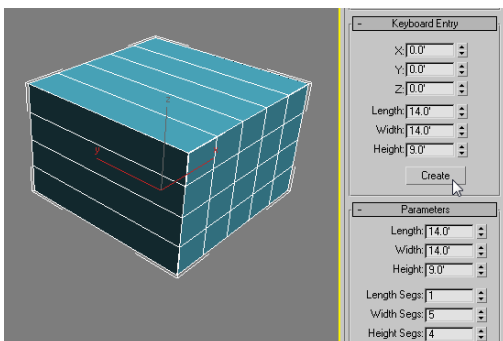 - Keyboard Entry
X: 0.0'
Y: 0.0'
Z: 0.0'
Length: 14.0'
Width: 14.0'
Height: 9.0'
Create
- Parameters
Length: 14.0'
Width: 14.0'
Height: 9.0'
Length Segs: 1
Width Segs: 5
Height Segs: 4
z
y